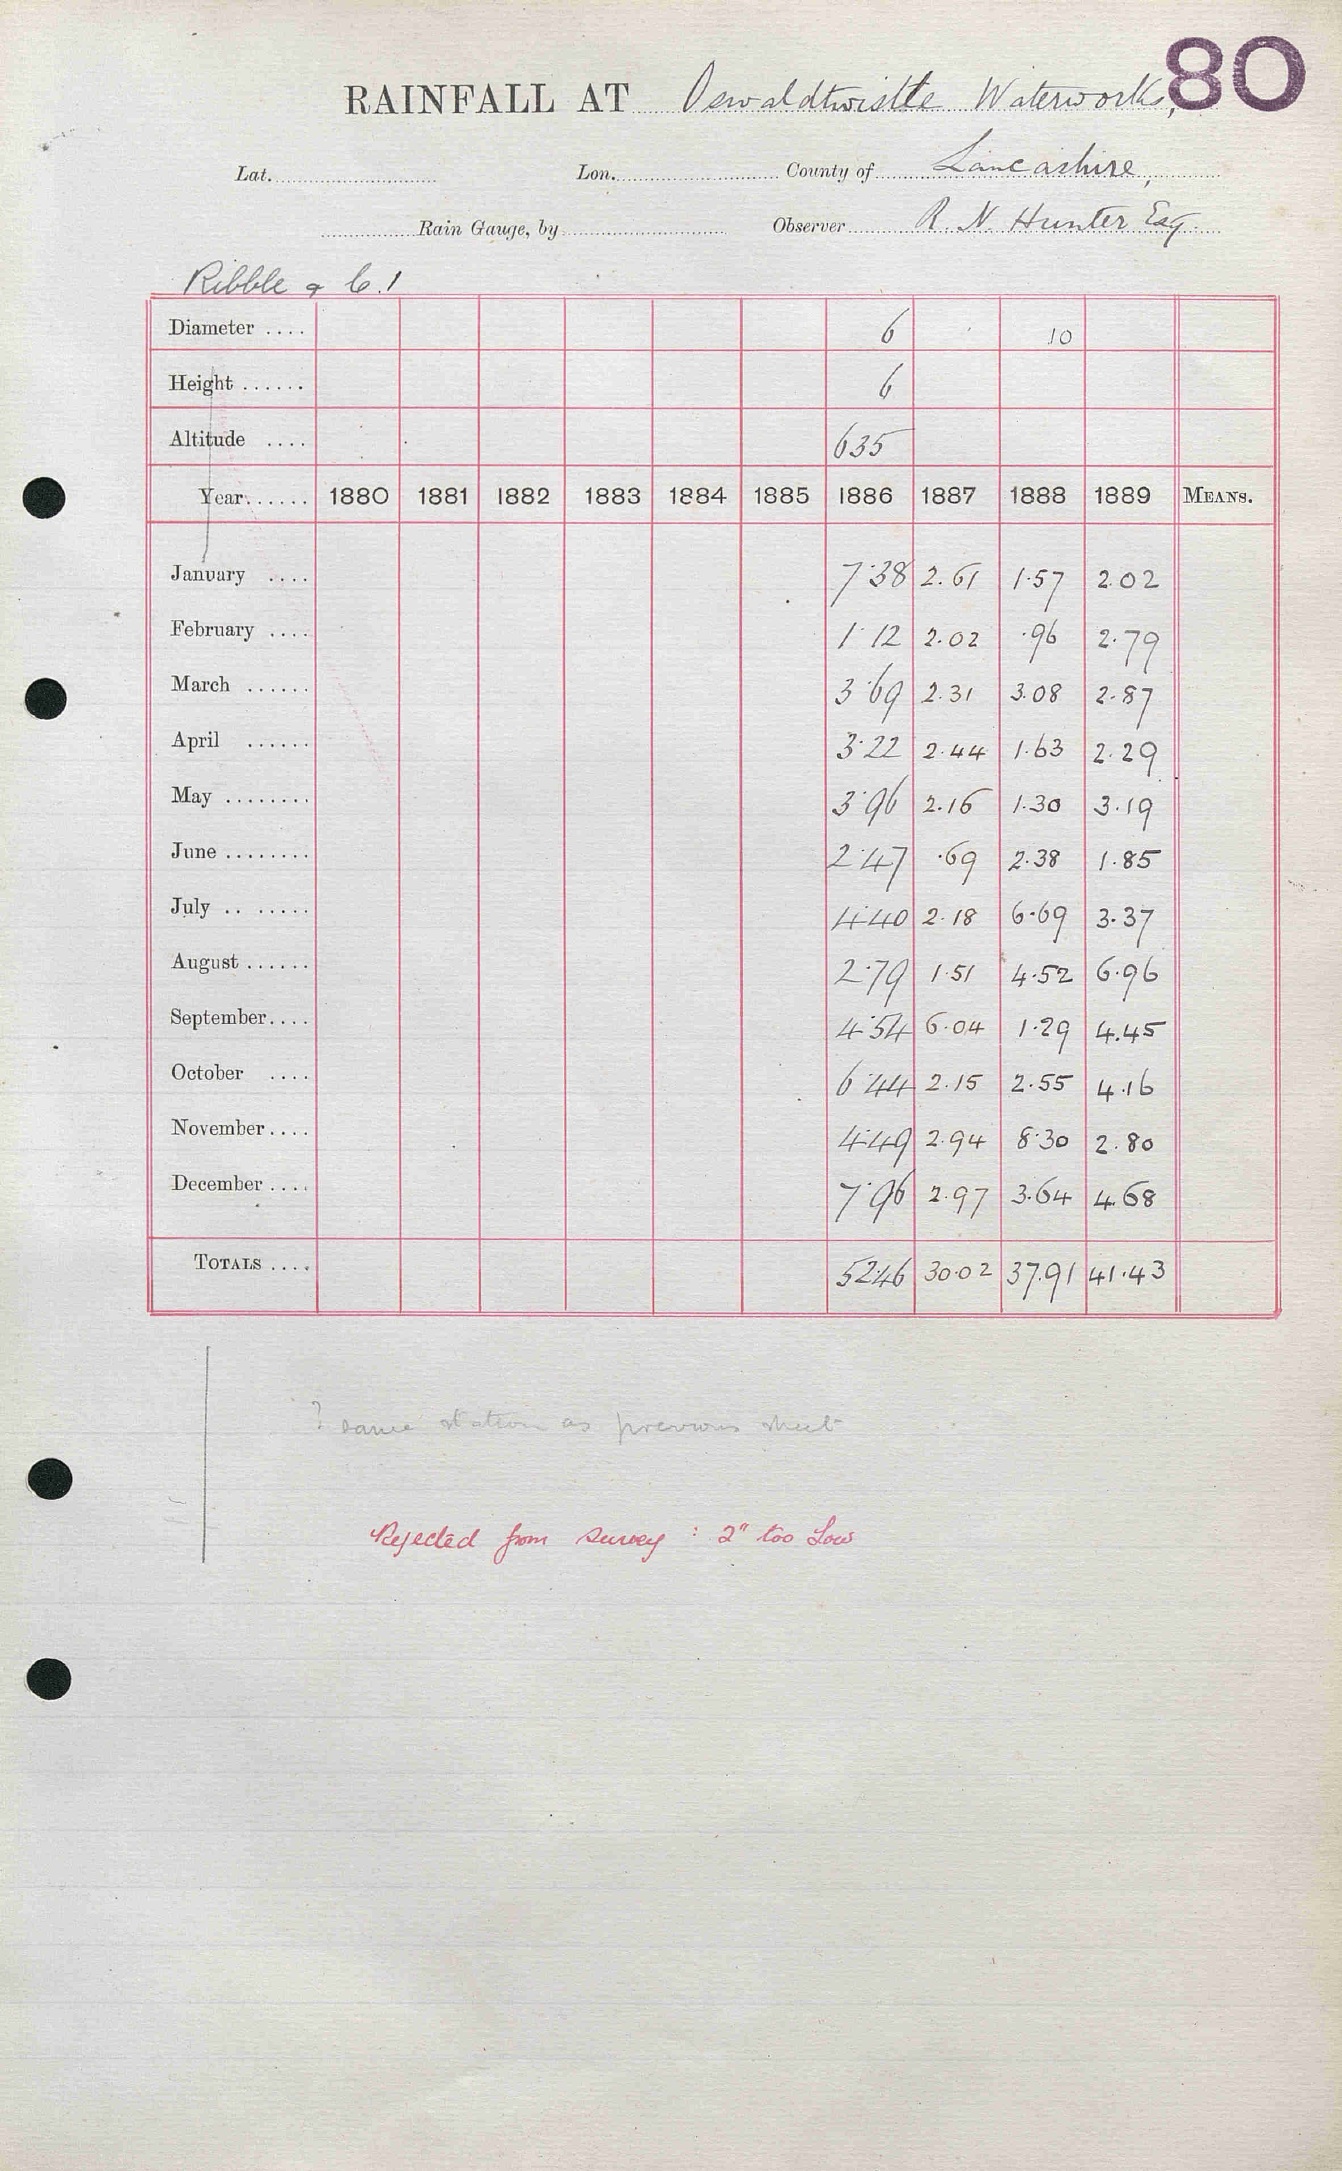 80
RAINFALL AT Oswaldtwistle Waterworks,
Lat. Lon. County of Lancashire,
Rain Gauge, by Observer R. N. Hunter Esq.
Ribble & C.1
Diameter .... 6 10
Height ...... 6
Altitude .... 635
Year...... 1880 1881 1882 1883 1884 1885 1886 1887 1888 1889 MEANS.
January .... 7.38 2.61 1.57 2.02
February .... 1.12 2.02 .96 2.79
March ...... 3.69 2.31 3.08 2.87
April ...... 3.22 2.44 1.63 2.29
May ........ 3.96 2.16 1.30 3.19
June ........ 2.47 .69 2.38 1.85
July .. ...... 4.40 2.18 6.69 3.37
August ...... 2.79 1.51 4.52 6.96
September.... 4.54 6.04 1.29 4.45
October .... 6.44 2.15 2.55 4.16
November.... 4.49 2.94 8.30 2.80
December .... 7.96 2.97 3.64 4.68
TOTALS .... 52.46 30.02 37.91 41.43
? same station as previous sheet
Rejected from survey : 2" too Low